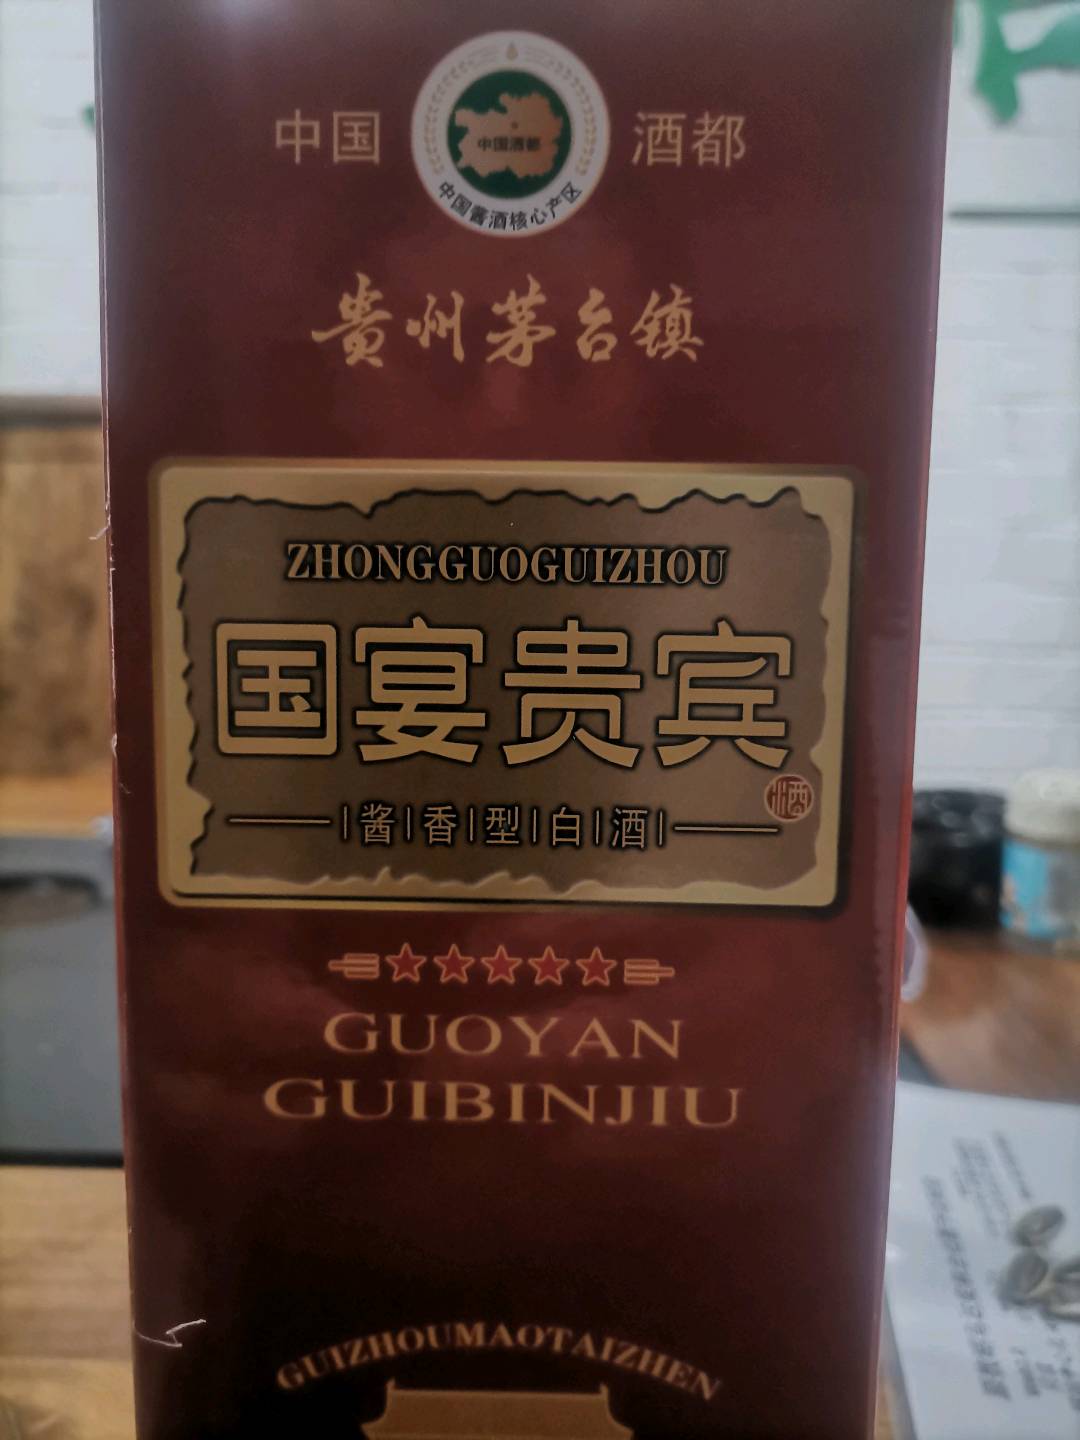 中国 酒都
中国酒都
中国酱酒核心产区
贵州茅台镇
ZHONGGUOGUIZHOU
国宴贵宾
酒
酱香型白酒
GUOYAN
GUIBINJIU
GUIZHOUMAOTAIZHEN